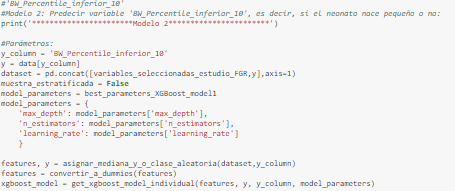 #'BW_Percentile_inferior_10'
#Modelo 2: Predecir variable 'BW_Percentile_inferior_10', es decir, si el neonato nace pequeño o no:
print('***********************Modelo 2***********************')
#Parámetros:
y_column = 'BW_Percentile_inferior_10'
y = data[y_column]
dataset = pd.concat([variables_seleccionadas_estudio_FGR,y],axis=1)
muestra_estratificada = False
model_parameters = best_parameters_XGBoost_model1
model_parameters = {
    'max_depth': model_parameters['max_depth'],
    'n_estimators': model_parameters['n_estimators'],
    'learning_rate': model_parameters['learning_rate']
    }
features, y = asignar_mediana_y_o_clase_aleatoria(dataset,y_column)
features = convertir_a_dummies(features)
xgboost_model = get_xgboost_model_individual(features, y, y_column, model_parameters)